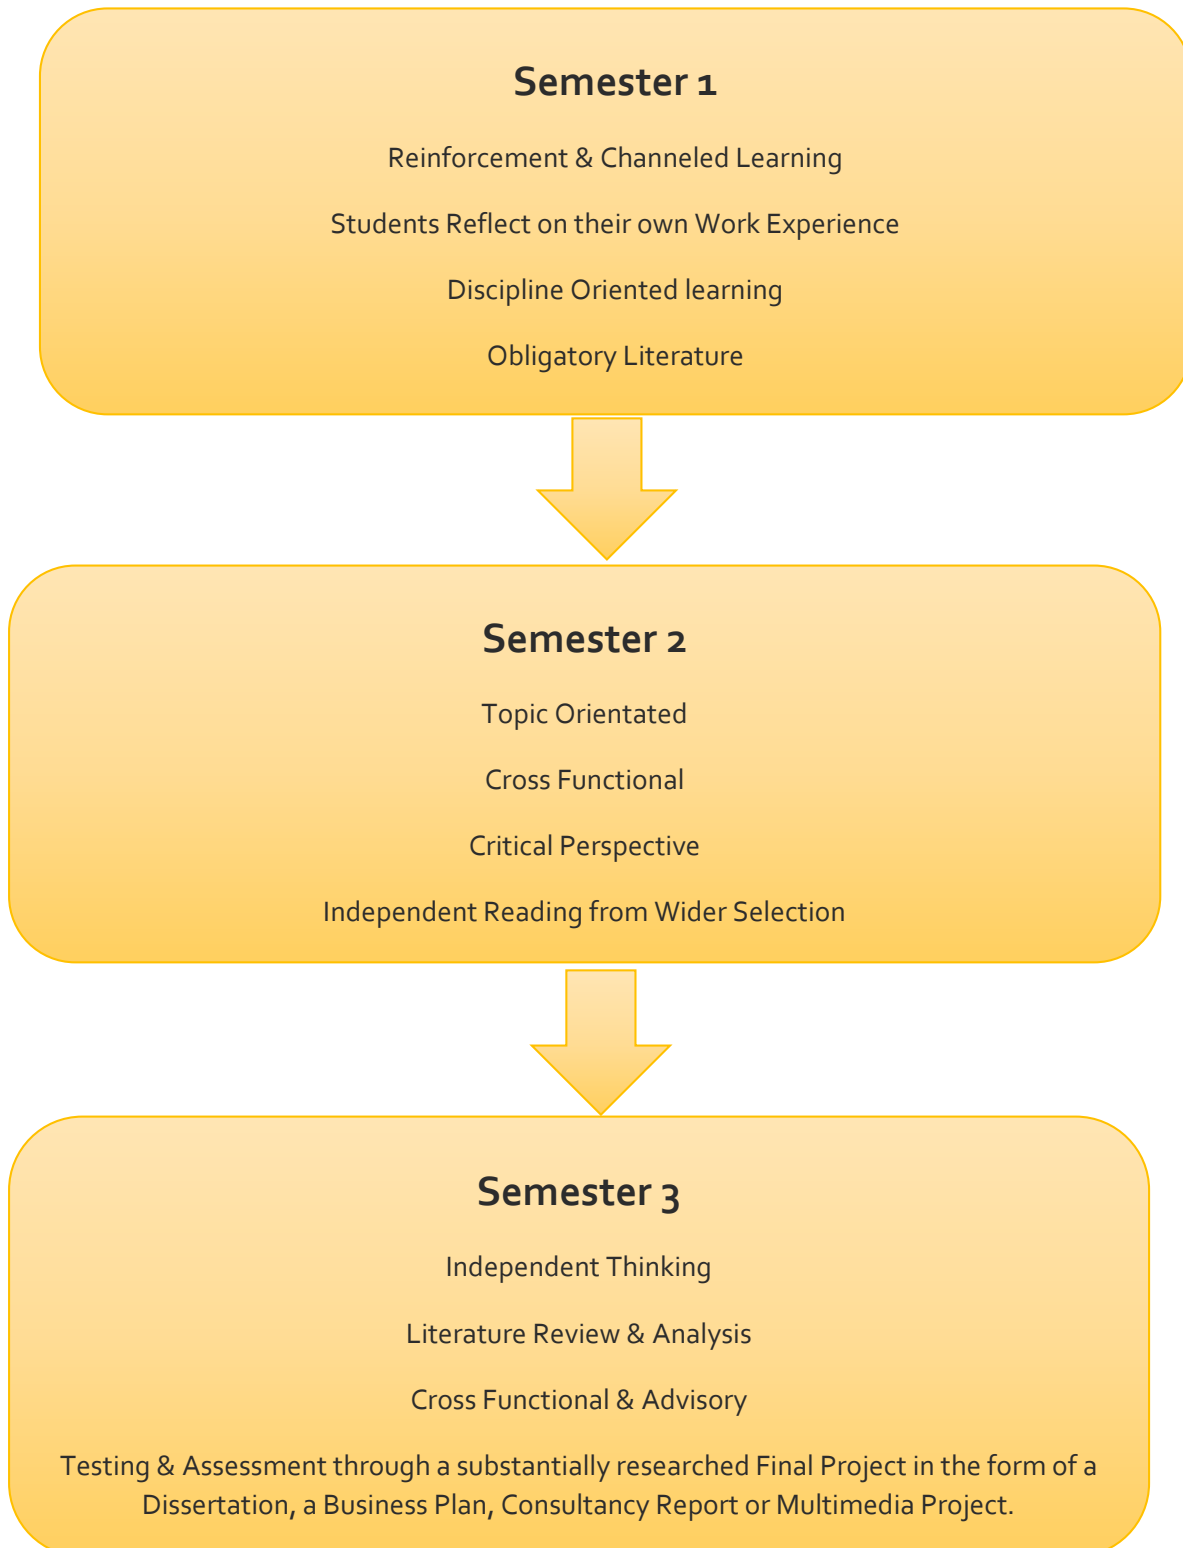 Semester 1
Reinforcement & Channeled Learning
Students Reflect on their own Work Experience
Discipline Oriented learning
Obligatory Literature
Semester 2
Topic Orientated
Cross Functional
Critical Perspective
Independent Reading from Wider Selection
Semester 3
Independent Thinking
Literature Review & Analysis
Cross Functional & Advisory
Testing & Assessment through a substantially researched Final Project in the form of a
Dissertation, a Business Plan, Consultancy Report or Multimedia Project.